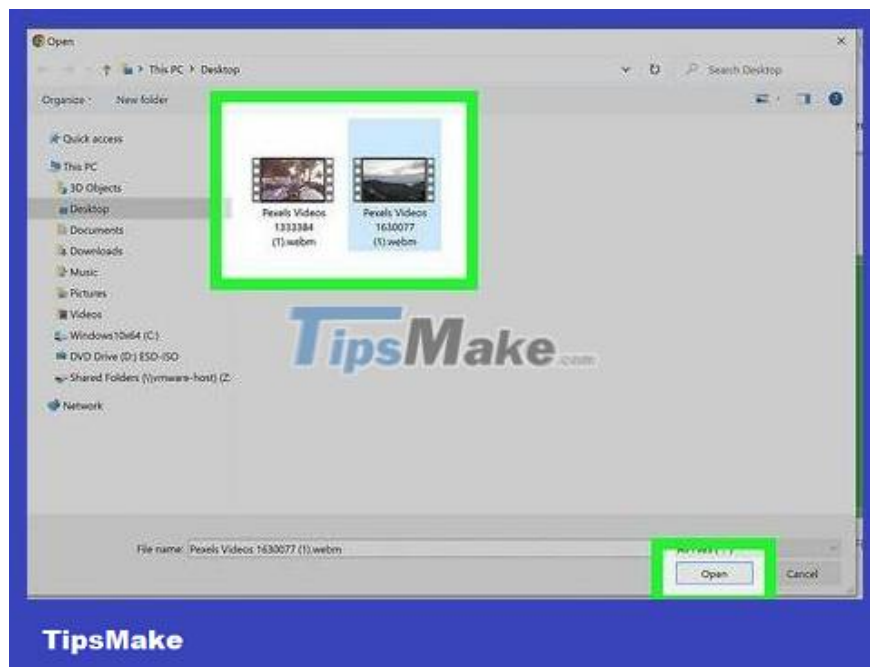 Open
This PC > Desktop
Search Desktop
Organize
New folder
Quick access
This PC
3D Objects
Desktop
Documents
Downloads
Music
Pictures
Videos
Windows10x64 (C:)
DVD Drive (D:) ESD-ISO
Shared Folders (\\vmware-host) (Z:
Network
Pexels Videos
1333384
(1).webm
Pexels Videos
1630077
(1).webm
TipsMake.com
File name:
Pexels Videos 1630077 (1).webm
Open
Cancel
TipsMake